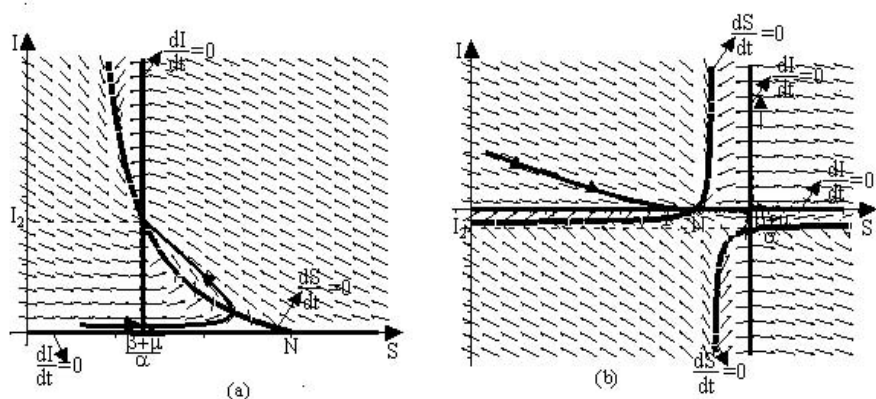 I
dI/dt=0
I₂
dS/dt=0
dI/dt=0
β+μ/α
N
S
(a)
I
dS/dt=0
dI/dt=0
dI/dt=0
I₂
N
S
dS/dt=0
(b)